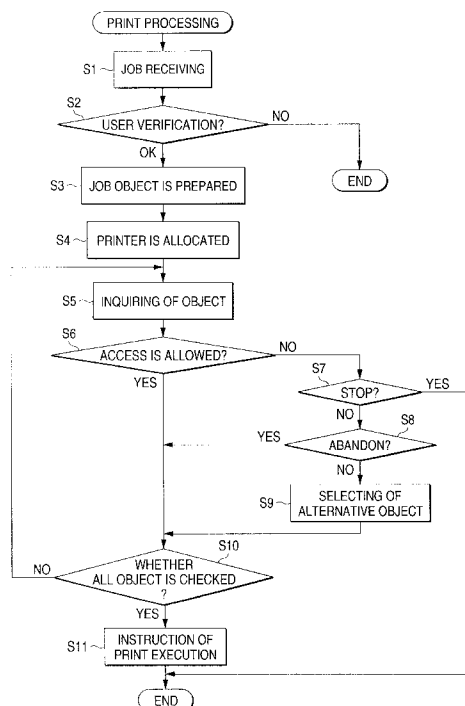 PRINT PROCESSING
S1
JOB RECEIVING
S2
USER VERIFICATION?
NO
OK
END
S3
JOB OBJECT IS PREPARED
S4
PRINTER IS ALLOCATED
S5
INQUIRING OF OBJECT
S6
ACCESS IS ALLOWED?
NO
YES
S7
STOP?
YES
NO
S8
YES
ABANDON?
NO
S9
SELECTING OF
ALTERNATIVE OBJECT
S10
WHETHER
ALL OBJECT IS CHECKED
?
NO
YES
S11
INSTRUCTION OF
PRINT EXECUTION
END